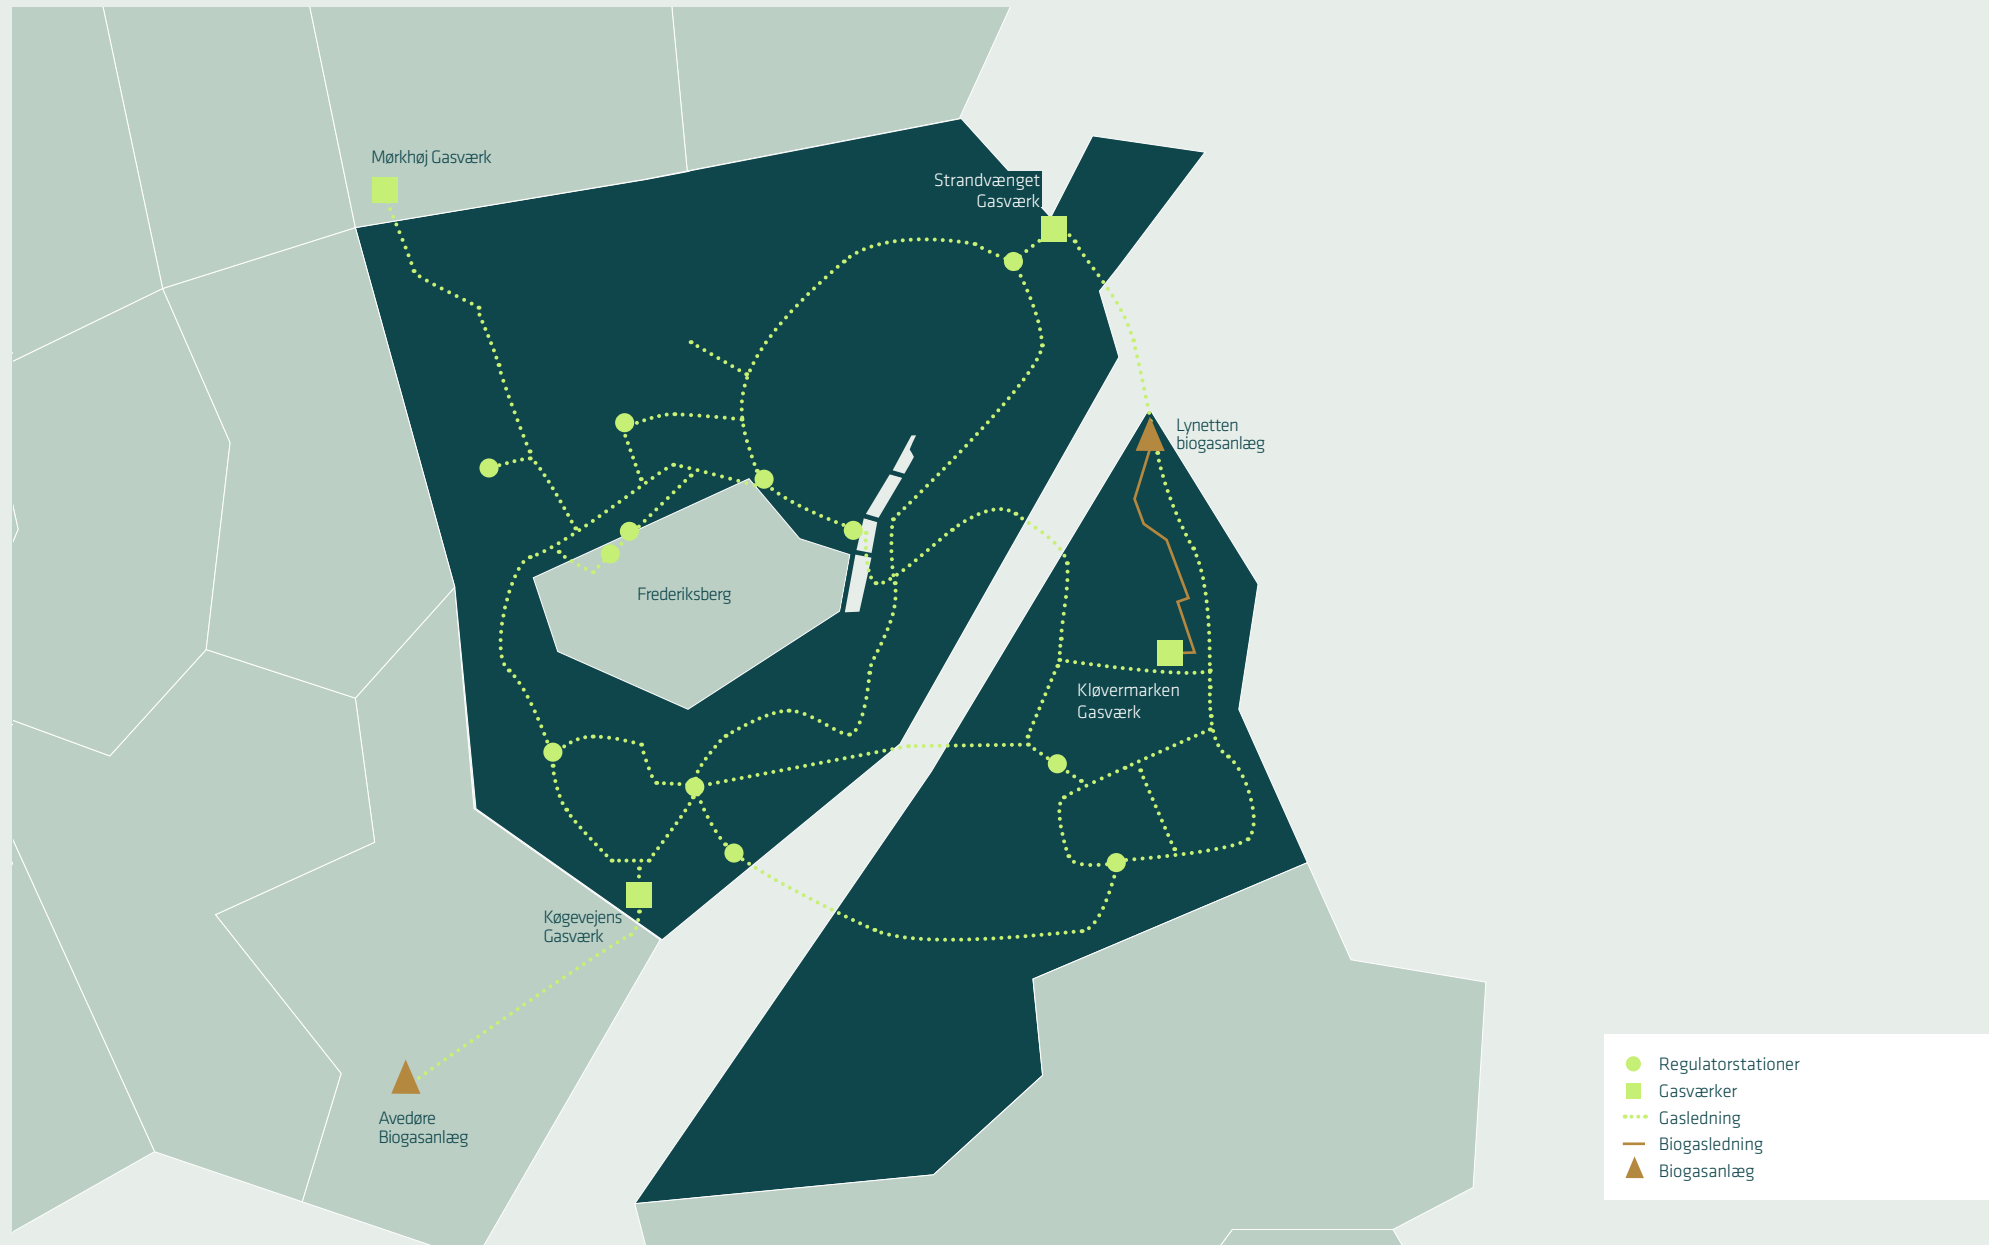 Mørkhøj Gasværk
Strandvænget
Gasværk
Lynetten
biogasanlæg
Frederiksberg
Kløvermarken
Gasværk
Køgevejens
Gasværk
Avedøre
Biogasanlæg
Regulatorstationer
Gasværker
Gasledning
Biogasledning
Biogasanlæg